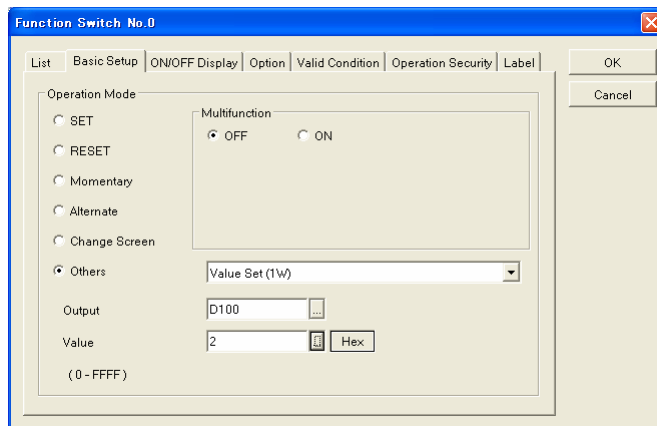 Function Switch No.0
List Basic Setup ON/OFF Display Option Valid Condition Operation Security Label
OK
Cancel
Operation Mode
SET
RESET
Momentary
Alternate
Change Screen
Others
Multifunction
OFF ON
Value Set (1W)
Output D100 ...
Value 2 Hex
( 0 - FFFF )